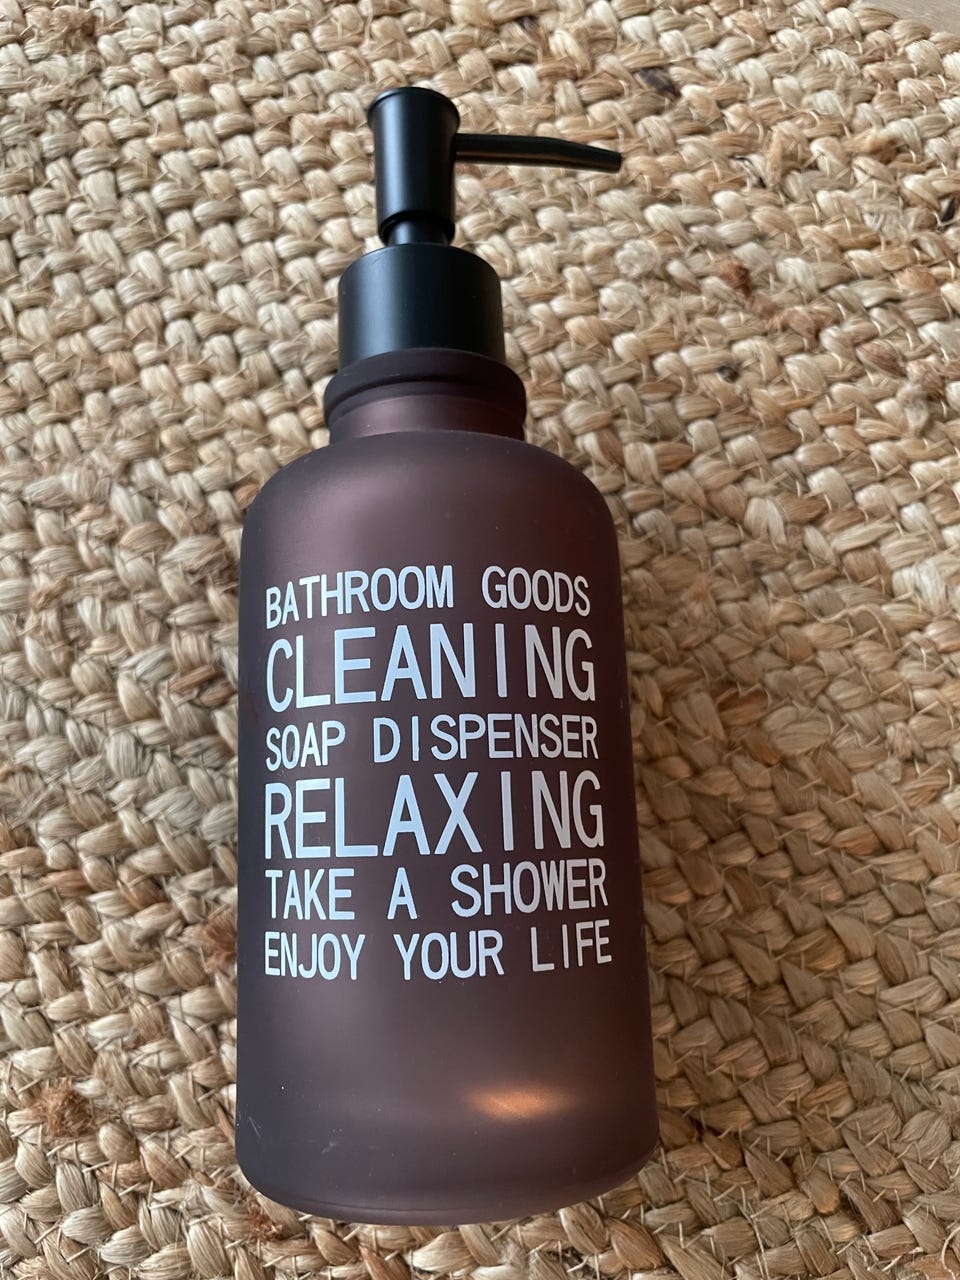 BATHROOM GOODS
CLEANING
SOAP DISPENSER
RELAXING
TAKE A SHOWER
ENJOY YOUR LIFE